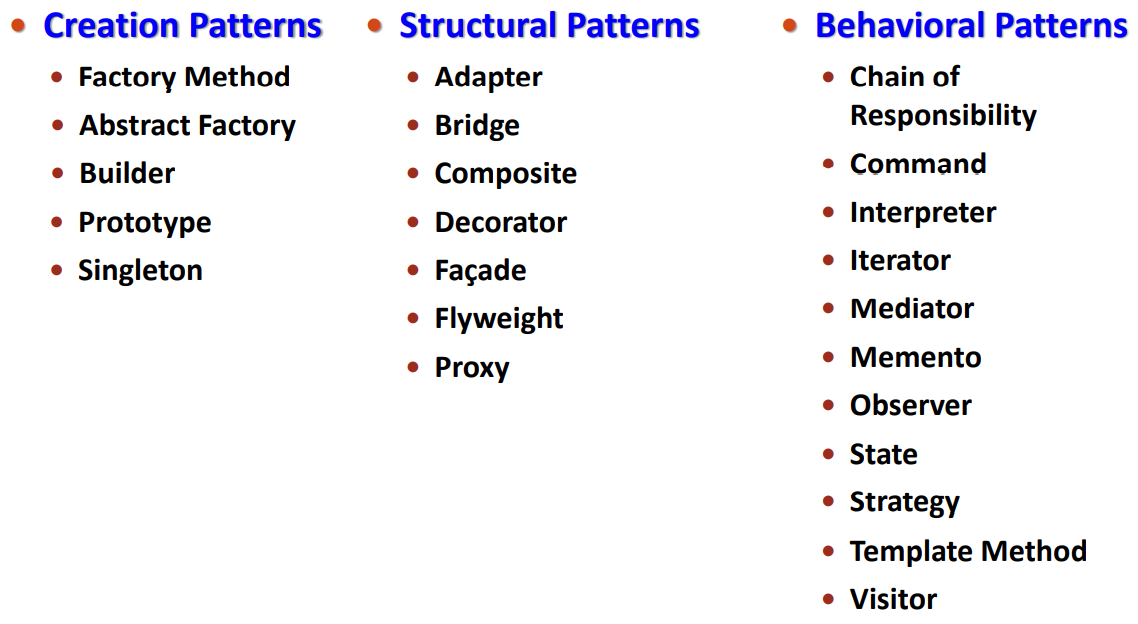 Creation Patterns
Factory Method
Abstract Factory
Builder
Prototype
Singleton
Structural Patterns
Adapter
Bridge
Composite
Decorator
Façade
Flyweight
Proxy
Behavioral Patterns
Chain of
Responsibility
Command
Interpreter
Iterator
Mediator
Memento
Observer
State
Strategy
Template Method
Visitor